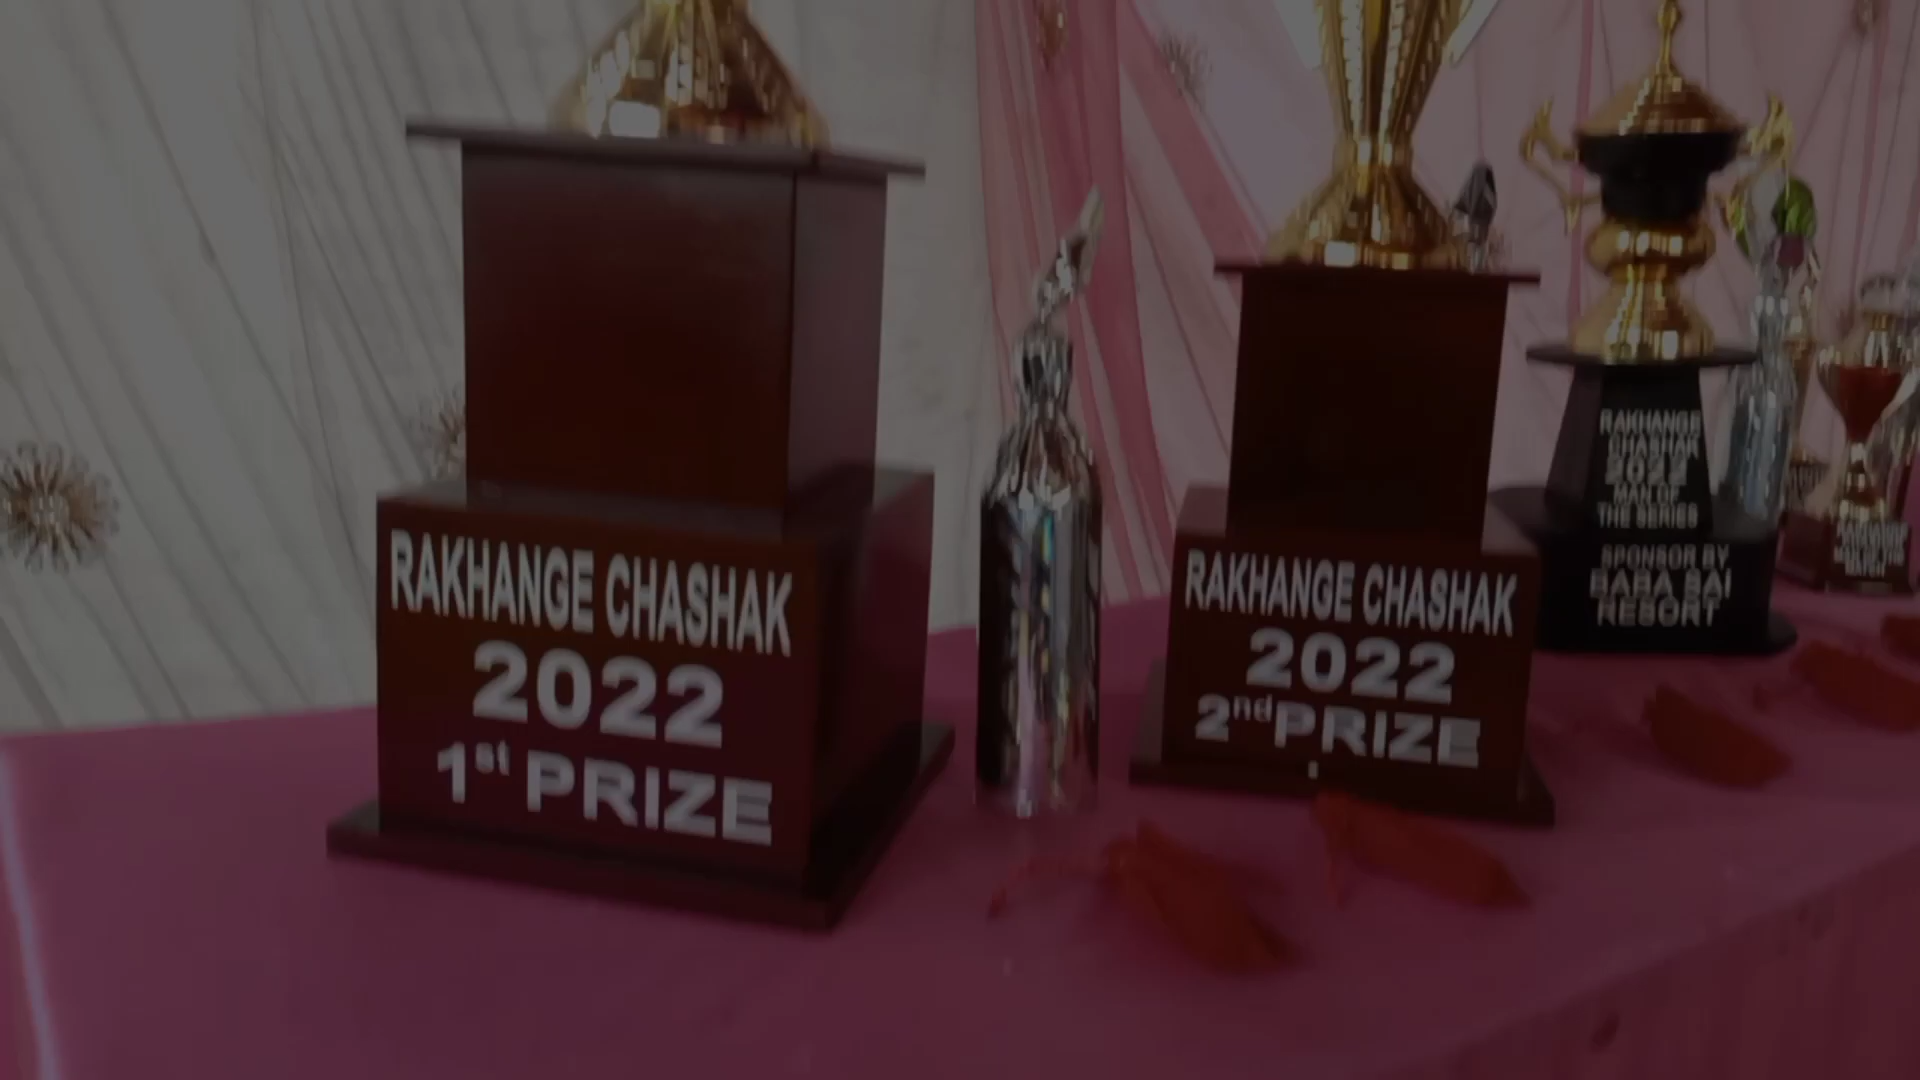 RAKHANGE CHASHAK
2022
1st PRIZE
RAKHANGE CHASHAK
2022
2nd PRIZE
RAKHANGE
CHASHAK
2022
MAN OF
THE SERIES
SPONSOR BY
BABA SAI
RESORT